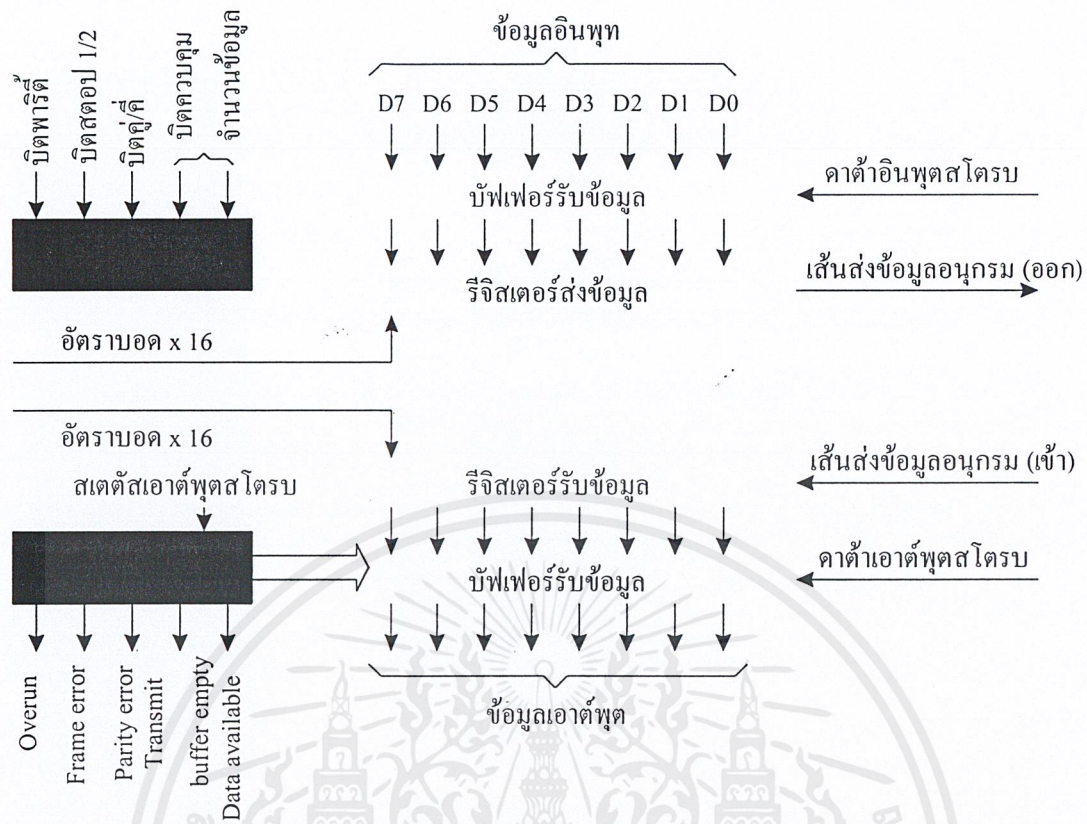 ข้อมูลอินพุท
บิตพาริตี้
บิตสตอป 1/2
บิตคู่/คี่
บิตควบคุม
จำนวนข้อมูล
D7 D6 D5 D4 D3 D2 D1 D0
บัฟเฟอร์รับข้อมูล
ดาต้าอินพุตสโตรบ
รีจิสเตอร์ส่งข้อมูล
เส้นส่งข้อมูลอนุกรม (ออก)
อัตราบอด x 16
อัตราบอด x 16
สเตตัสเอาต์พุตสโตรบ
รีจิสเตอร์รับข้อมูล
เส้นส่งข้อมูลอนุกรม (เข้า)
บัฟเฟอร์รับข้อมูล
ดาต้าเอาต์พุตสโตรบ
ข้อมูลเอาต์พุต
Overun
Frame error
Parity error
Transmit
buffer empty
Data available